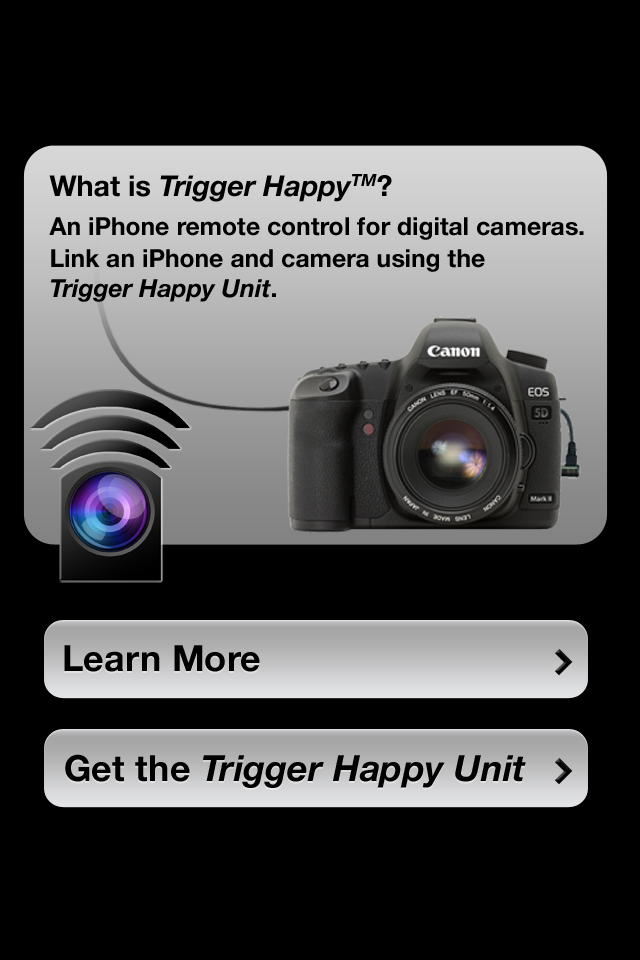 What is Trigger Happy™?
An iPhone remote control for digital cameras.
Link an iPhone and camera using the
Trigger Happy Unit.
Canon
EOS
5D
CANON LENS EF 50mm 1:1.4
CANON LENS MADE IN JAPAN
Mark II
Learn More
Get the Trigger Happy Unit